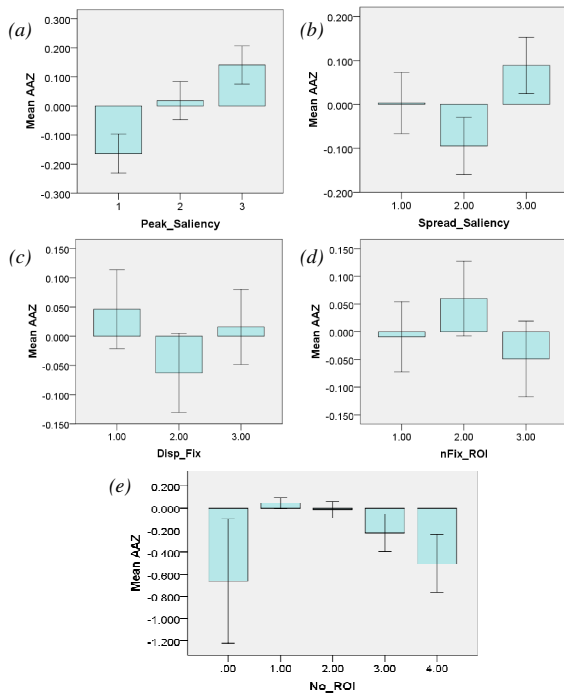 (a)
Mean AAZ
0.300
0.200
0.100
0.000
-0.100
-0.200
-0.300
1 2 3
Peak_Saliency
(b)
Mean AAZ
0.200
0.100
0.000
-0.100
-0.200
1.00 2.00 3.00
Spread_Saliency
(c)
Mean AAZ
0.150
0.100
0.050
0.000
-0.050
-0.100
-0.150
1.00 2.00 3.00
Disp_Fix
(d)
Mean AAZ
0.150
0.100
0.050
0.000
-0.050
-0.100
-0.150
1.00 2.00 3.00
nFix_ROI
(e)
Mean AAZ
0.200
0.000
-0.200
-0.400
-0.600
-0.800
-1.000
-1.200
.00 1.00 2.00 3.00 4.00
No_ROI